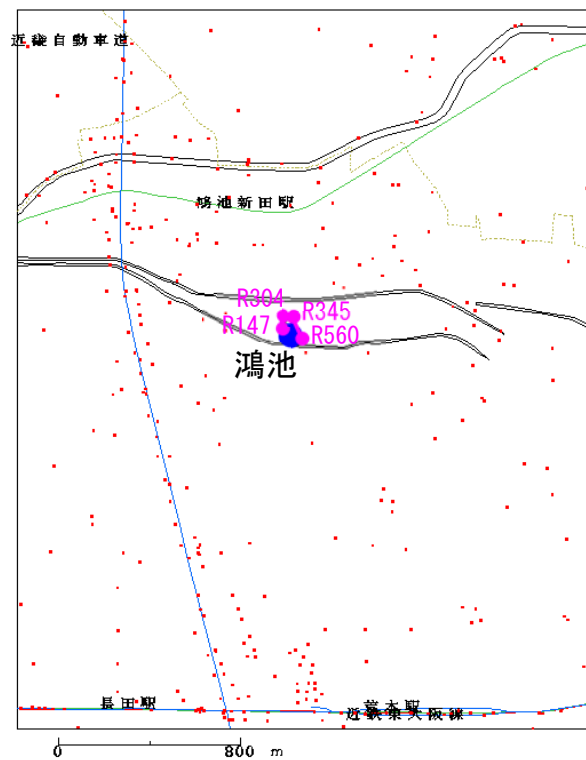 近畿自動車道
鴻池新田駅
R304
R345
R147
R560
鴻池
長田駅
荒本駅
近鉄東大阪線
0 800 m